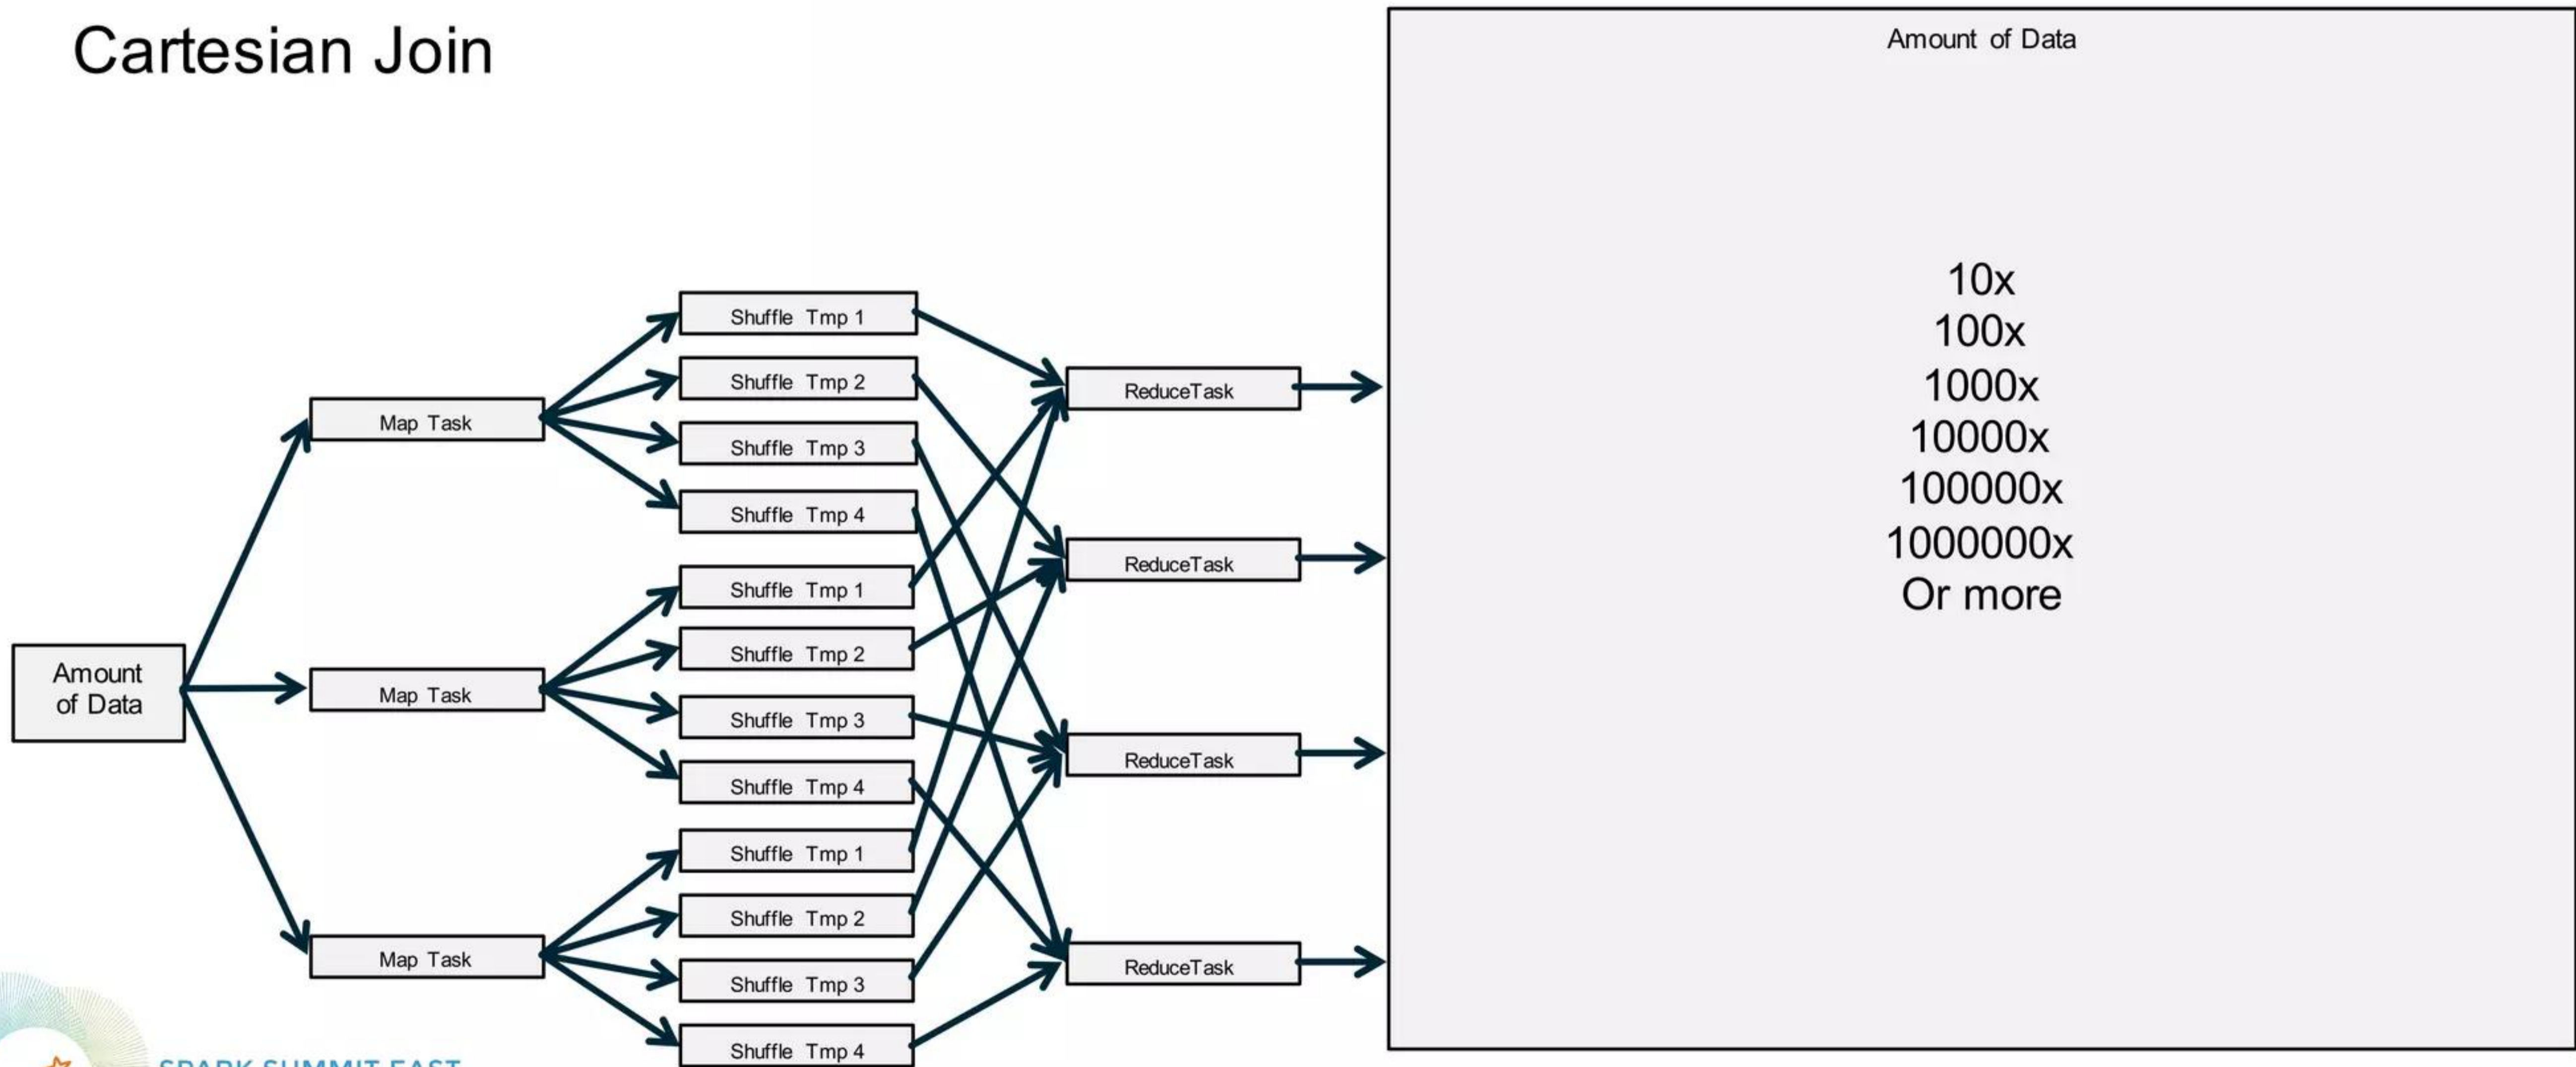 Cartesian Join
Amount of Data
10x
100x
1000x
10000x
100000x
1000000x
Or more
Shuffle Tmp 1
Shuffle Tmp 2
Shuffle Tmp 3
Shuffle Tmp 4
Shuffle Tmp 1
Shuffle Tmp 2
Shuffle Tmp 3
Shuffle Tmp 4
Shuffle Tmp 1
Shuffle Tmp 2
Shuffle Tmp 3
Shuffle Tmp 4
Map Task
Map Task
Map Task
ReduceTask
ReduceTask
ReduceTask
ReduceTask
Amount
of Data
SPARK SUMMIT EAST